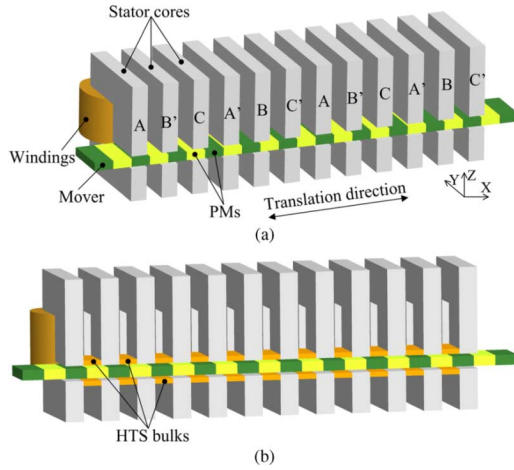 Stator cores
A B’ C A’ B C’ A B’ C A’ B C’
Windings
Mover
PMs
Translation direction
Y Z X
(a)
HTS bulks
(b)